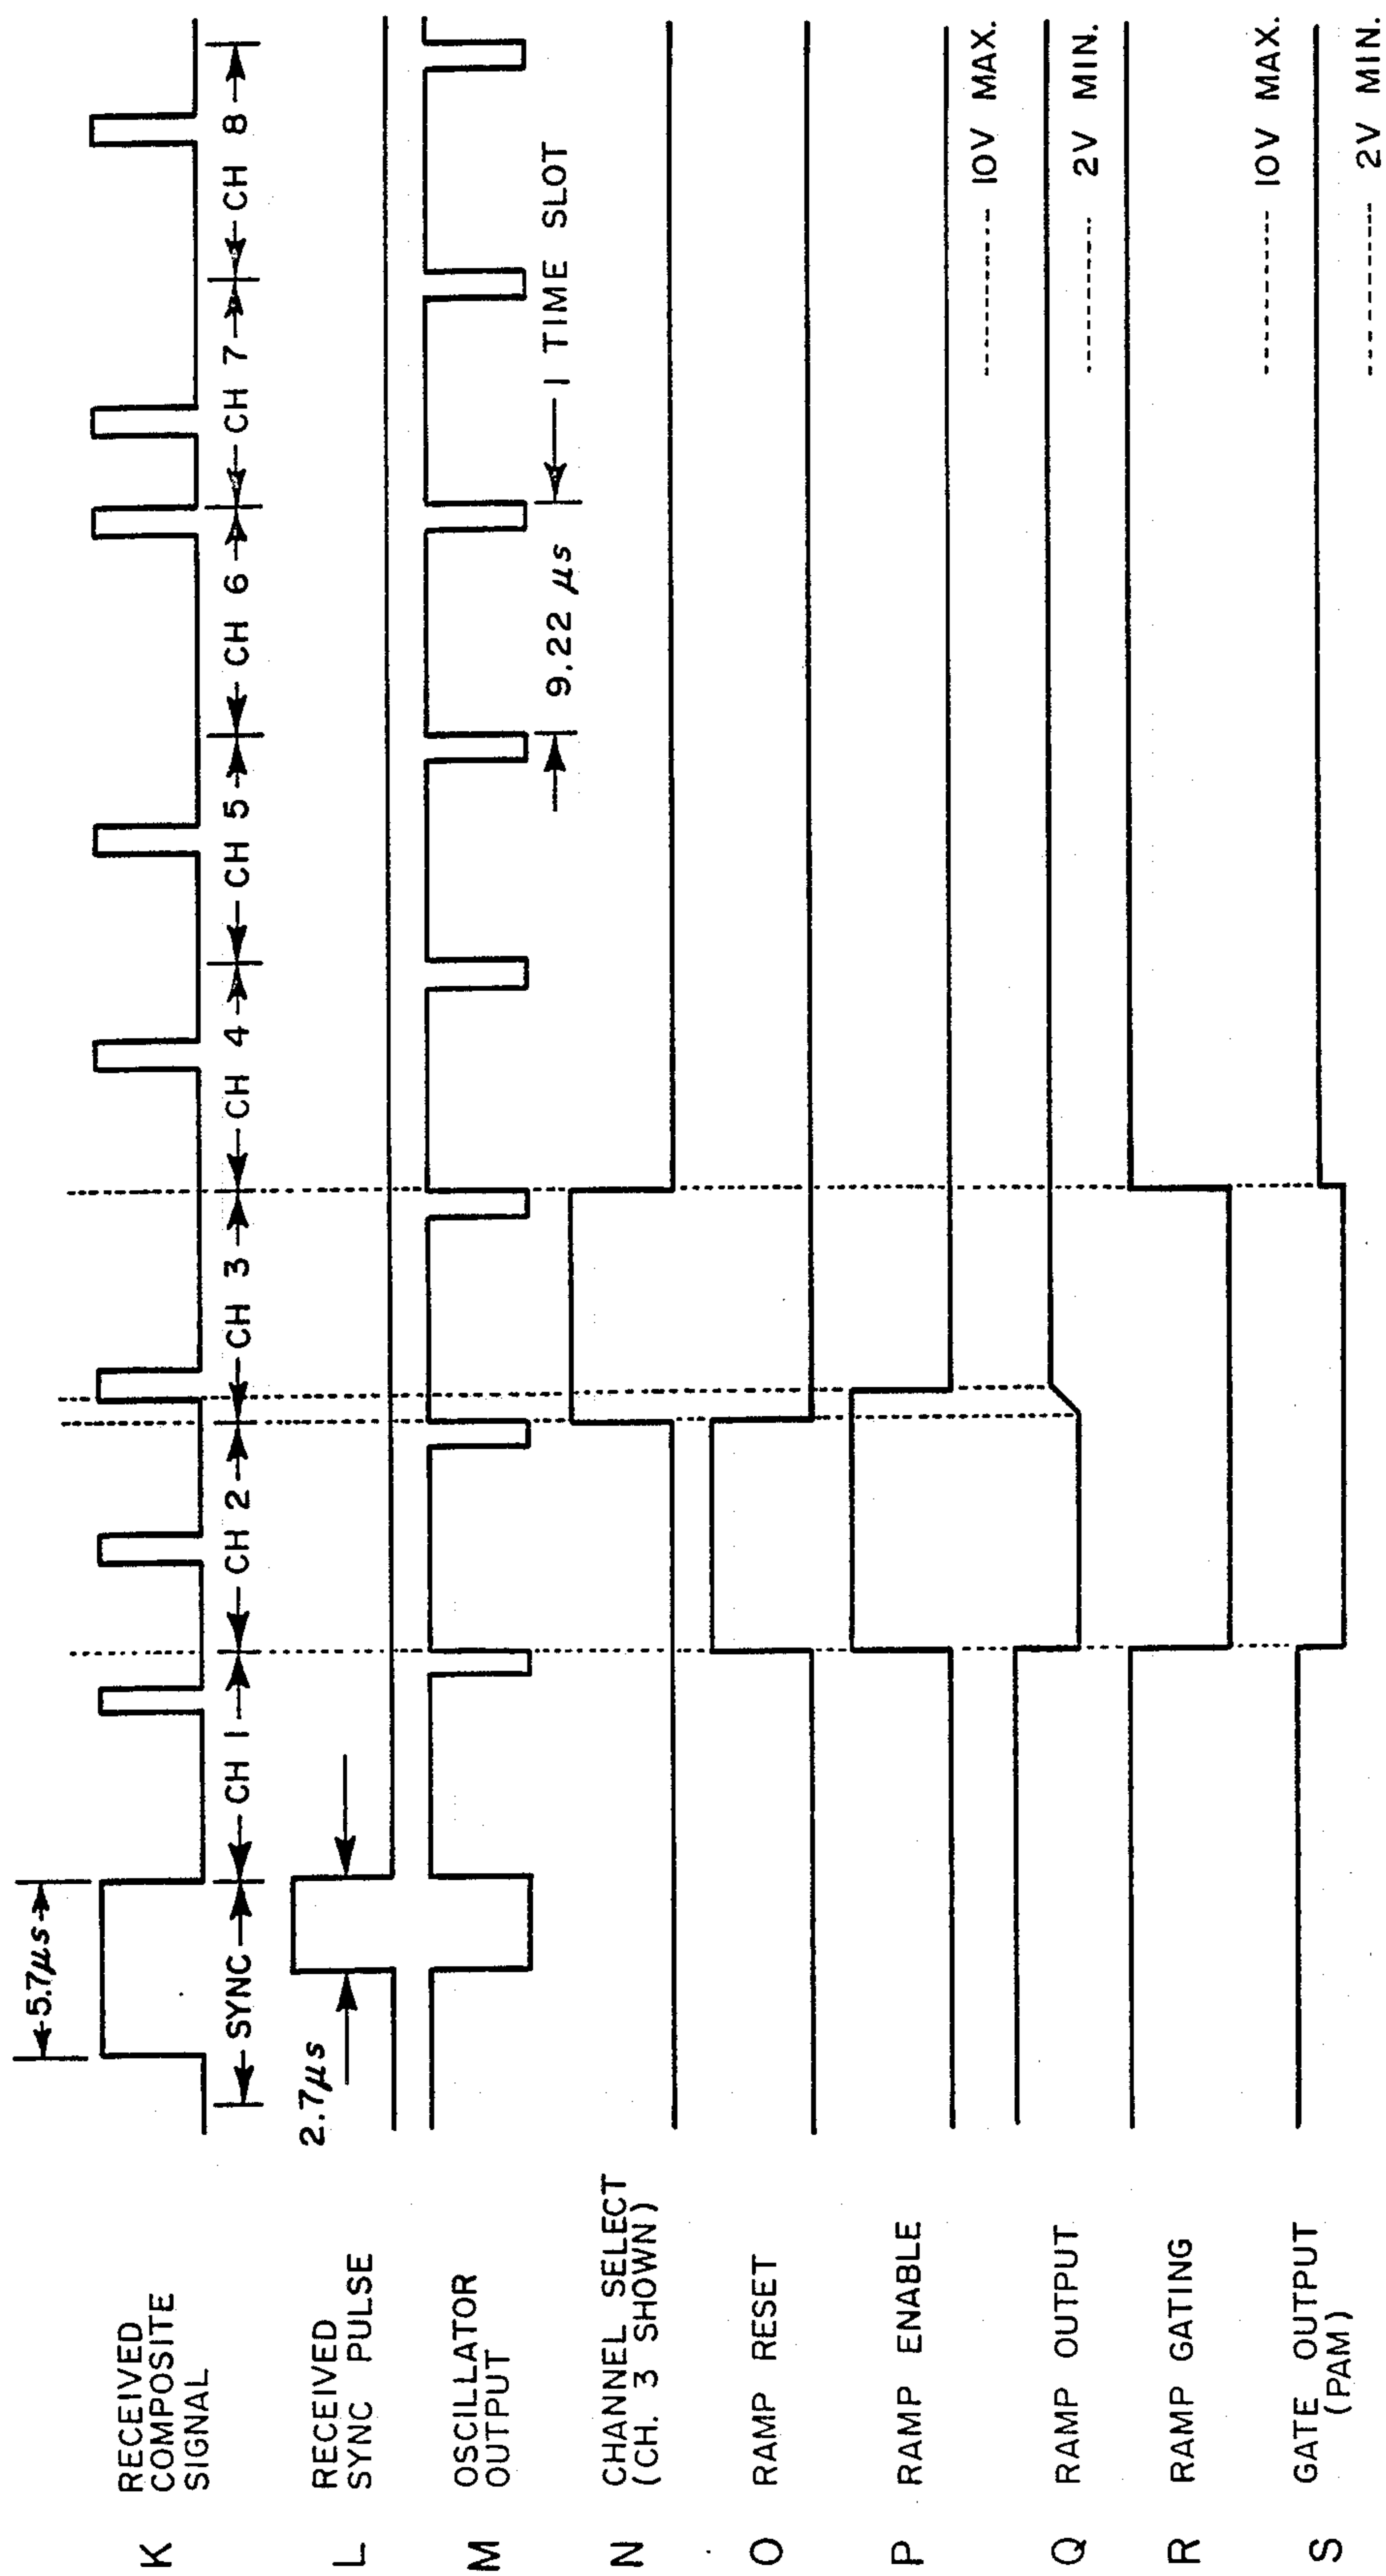 K RECEIVED
COMPOSITE
SIGNAL
5.7µs
SYNC CH 1 CH 2 CH 3 CH 4 CH 5 CH 6 CH 7 CH 8
L RECEIVED
SYNC PULSE
2.7µs
M OSCILLATOR
OUTPUT
9.22 µs 1 TIME SLOT
N CHANNEL SELECT
(CH. 3 SHOWN)
O RAMP RESET
P RAMP ENABLE
10V MAX.
Q RAMP OUTPUT
2V MIN.
R RAMP GATING
10V MAX.
S GATE OUTPUT
(PAM)
2V MIN.